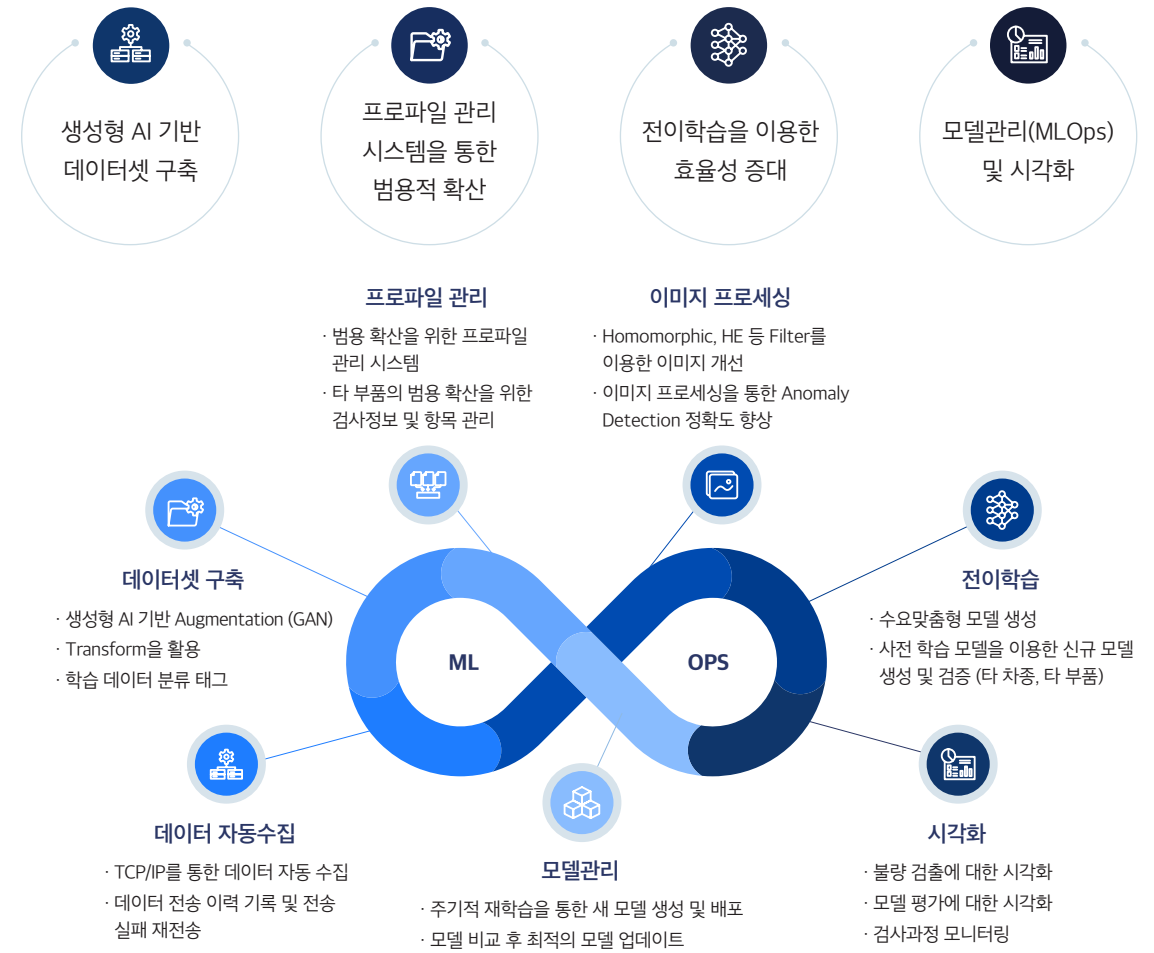 생성형 AI 기반
데이터셋 구축
프로파일 관리
시스템을 통한
범용적 확산
전이학습을 이용한
효율성 증대
모델관리(MLOps)
및 시각화
프로파일 관리
· 범용 확산을 위한 프로파일
관리 시스템
· 타 부품의 범용 확산을 위한
검사정보 및 항목 관리
이미지 프로세싱
· Homomorphic, HE 등 Filter를
이용한 이미지 개선
· 이미지 프로세싱을 통한 Anomaly
Detection 정확도 향상
데이터셋 구축
· 생성형 AI 기반 Augmentation (GAN)
· Transform을 활용
· 학습 데이터 분류 태그
ML
OPS
전이학습
· 수요맞춤형 모델 생성
· 사전 학습 모델을 이용한 신규 모델
생성 및 검증 (타 차종, 타 부품)
데이터 자동수집
· TCP/IP를 통한 데이터 자동 수집
· 데이터 전송 이력 기록 및 전송
실패 재전송
모델관리
· 주기적 재학습을 통한 새 모델 생성 및 배포
· 모델 비교 후 최적의 모델 업데이트
시각화
· 불량 검출에 대한 시각화
· 모델 평가에 대한 시각화
· 검사과정 모니터링